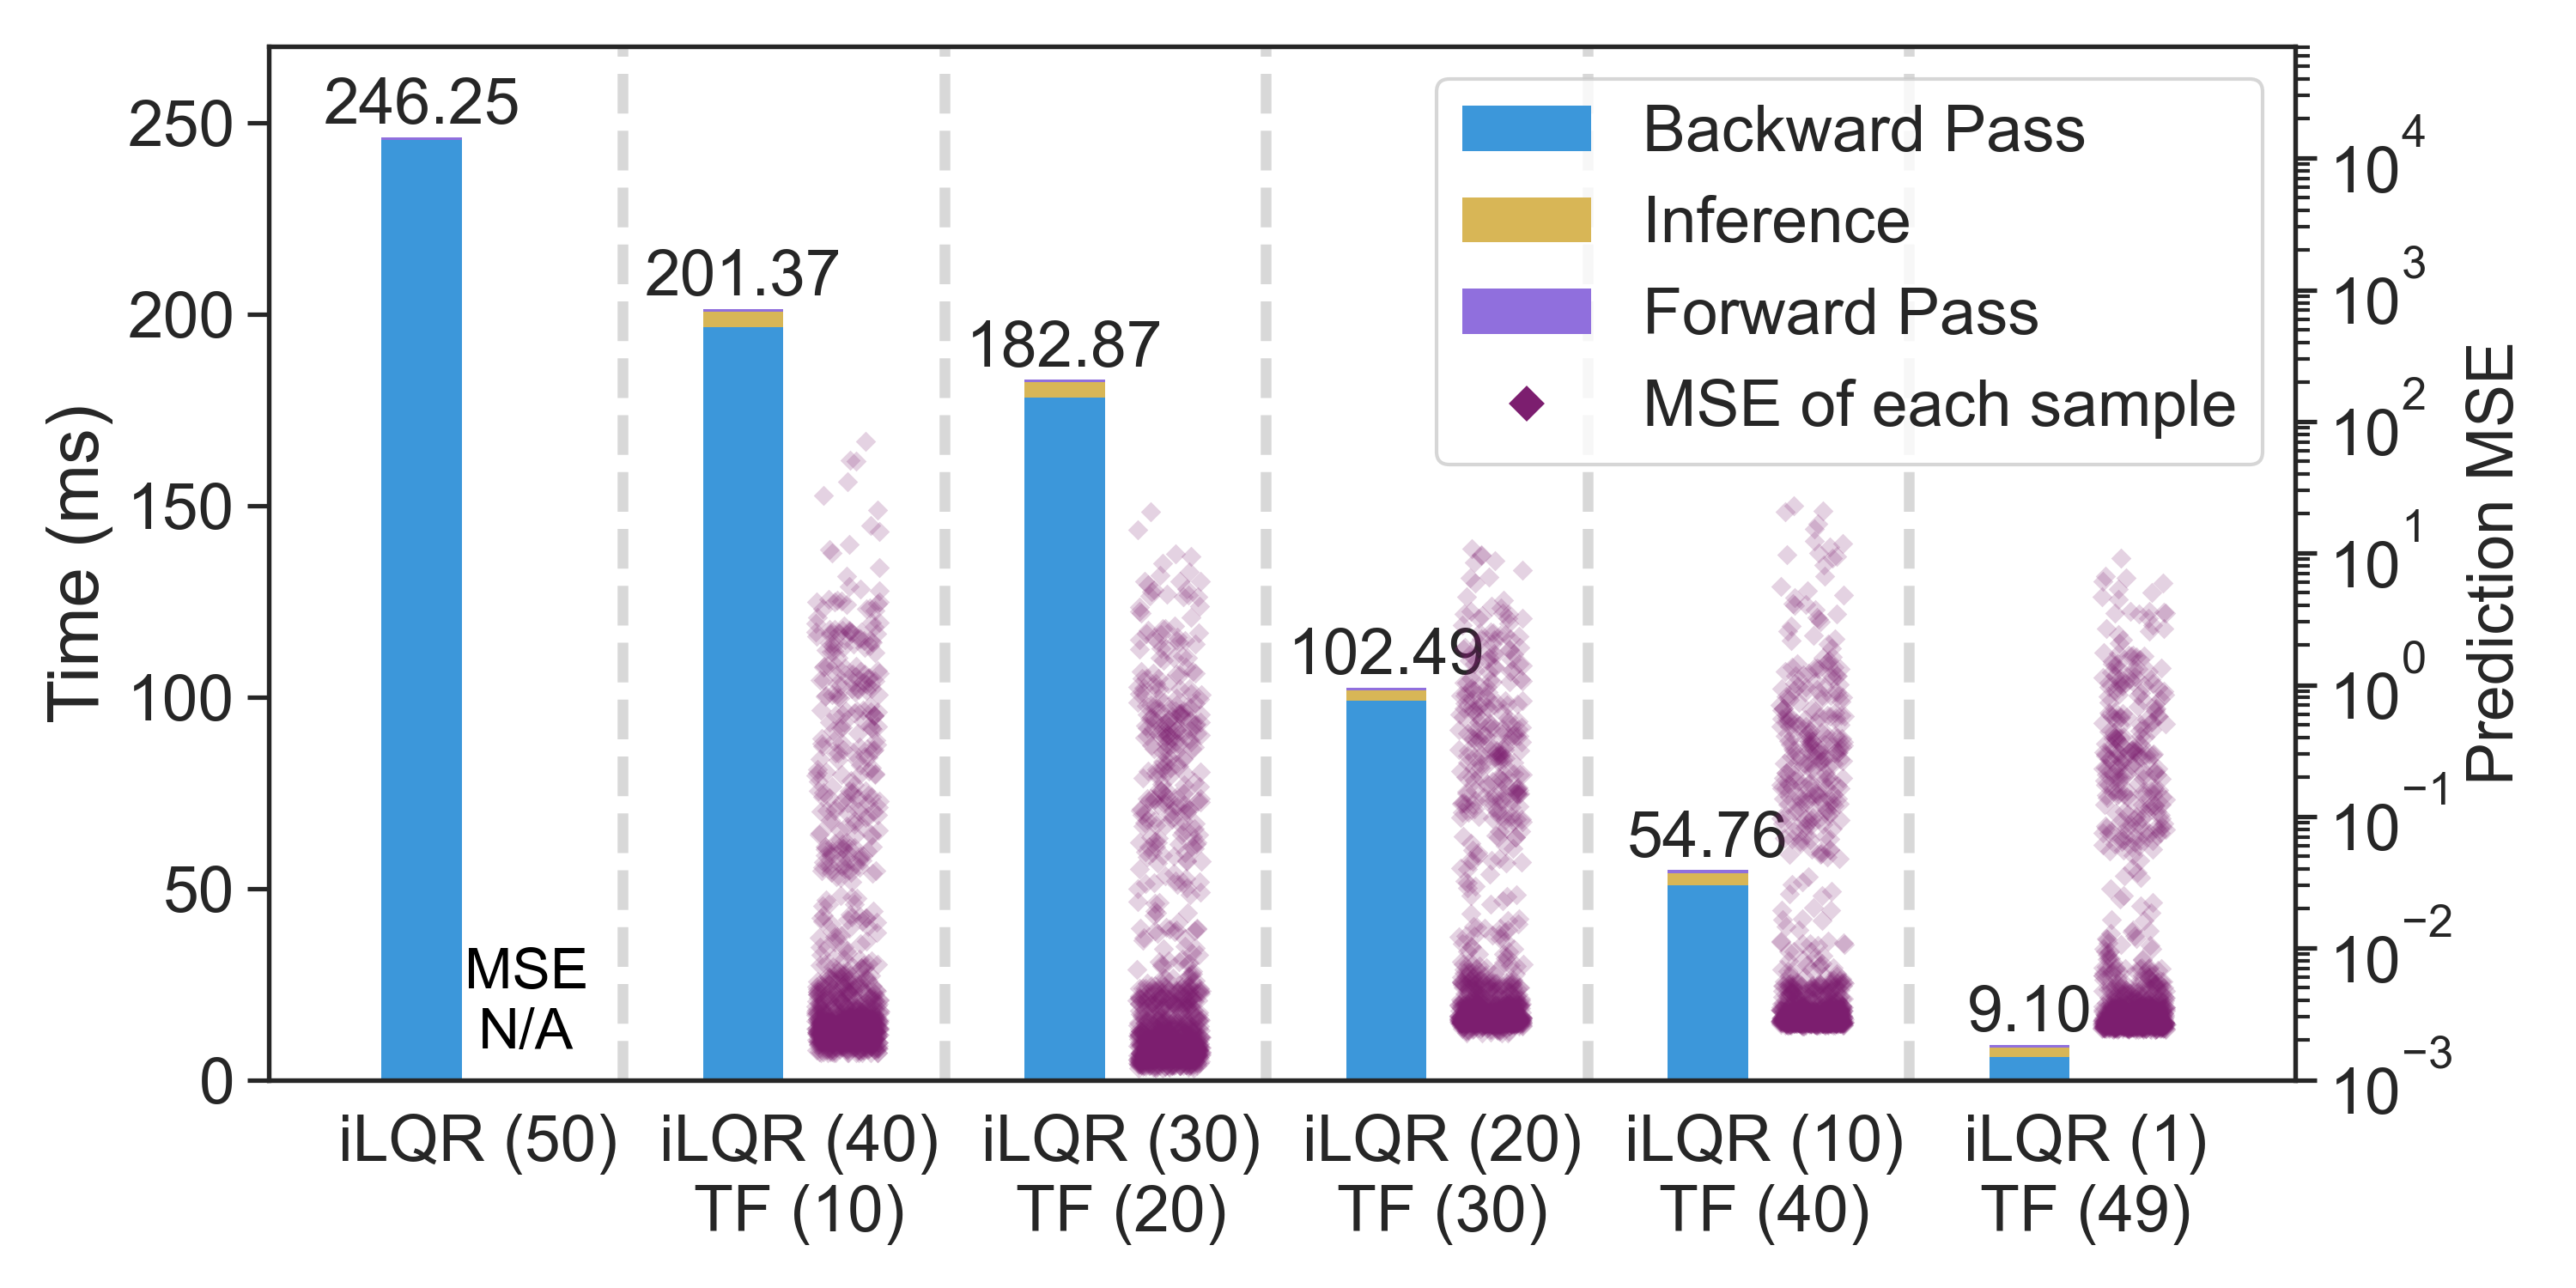 246.25
201.37
182.87
102.49
54.76
9.10
MSE
N/A
Backward Pass
Inference
Forward Pass
MSE of each sample
Time (ms)
250
200
150
100
50
0
Prediction MSE
10^4
10^3
10^2
10^1
10^0
10^−1
10^−2
10^−3
iLQR (50)
iLQR (40)
TF (10)
iLQR (30)
TF (20)
iLQR (20)
TF (30)
iLQR (10)
TF (40)
iLQR (1)
TF (49)